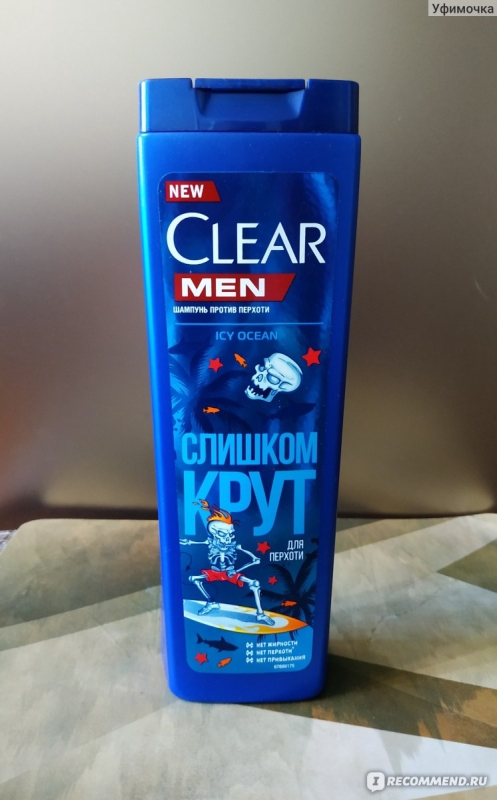 Уфимочка
NEW
CLEAR
MEN
ШАМПУНЬ ПРОТИВ ПЕРХОТИ
ICY OCEAN
СЛИШКОМ
КРУТ
ДЛЯ
ПЕРХОТИ
НЕТ ЖИРНОСТИ
НЕТ ПЕРХОТИ
НЕТ ПРИВЫКАНИЯ
IRECOMMEND.RU